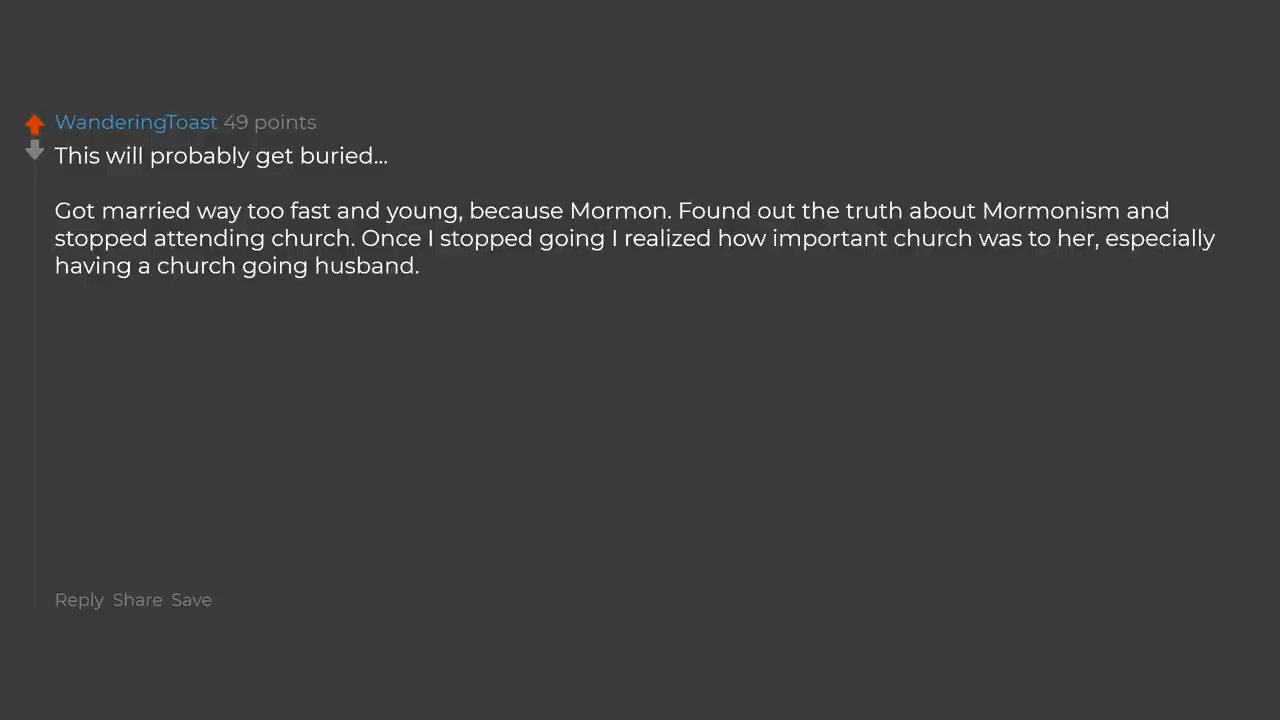 WanderingToast 49 points
This will probably get buried...
Got married way too fast and young, because Mormon. Found out the truth about Mormonism and
stopped attending church. Once I stopped going I realized how important church was to her, especially
having a church going husband.
Reply Share Save